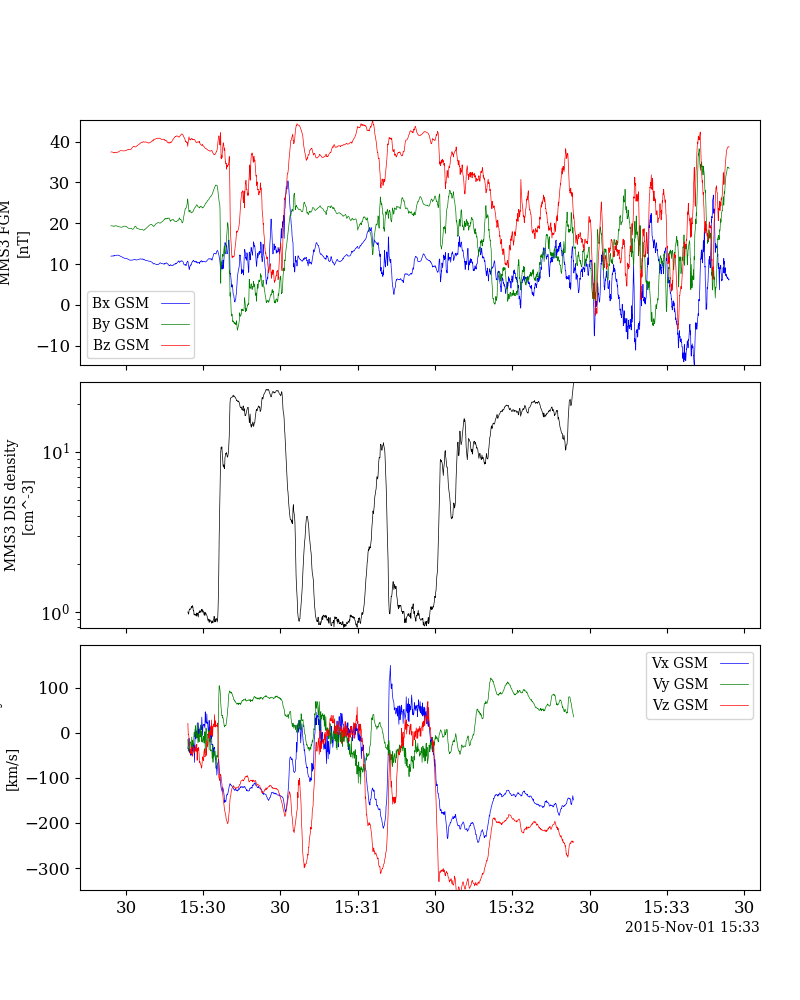 MMS3 FGM
[nT]
40
30
20
10
0
−10
Bx GSM
By GSM
Bz GSM
MMS3 DIS density
[cm^-3]
10^1
10^0
[km/s]
100
0
−100
−200
−300
Vx GSM
Vy GSM
Vz GSM
30 15:30 30 15:31 30 15:32 30 15:33 30
2015-Nov-01 15:33